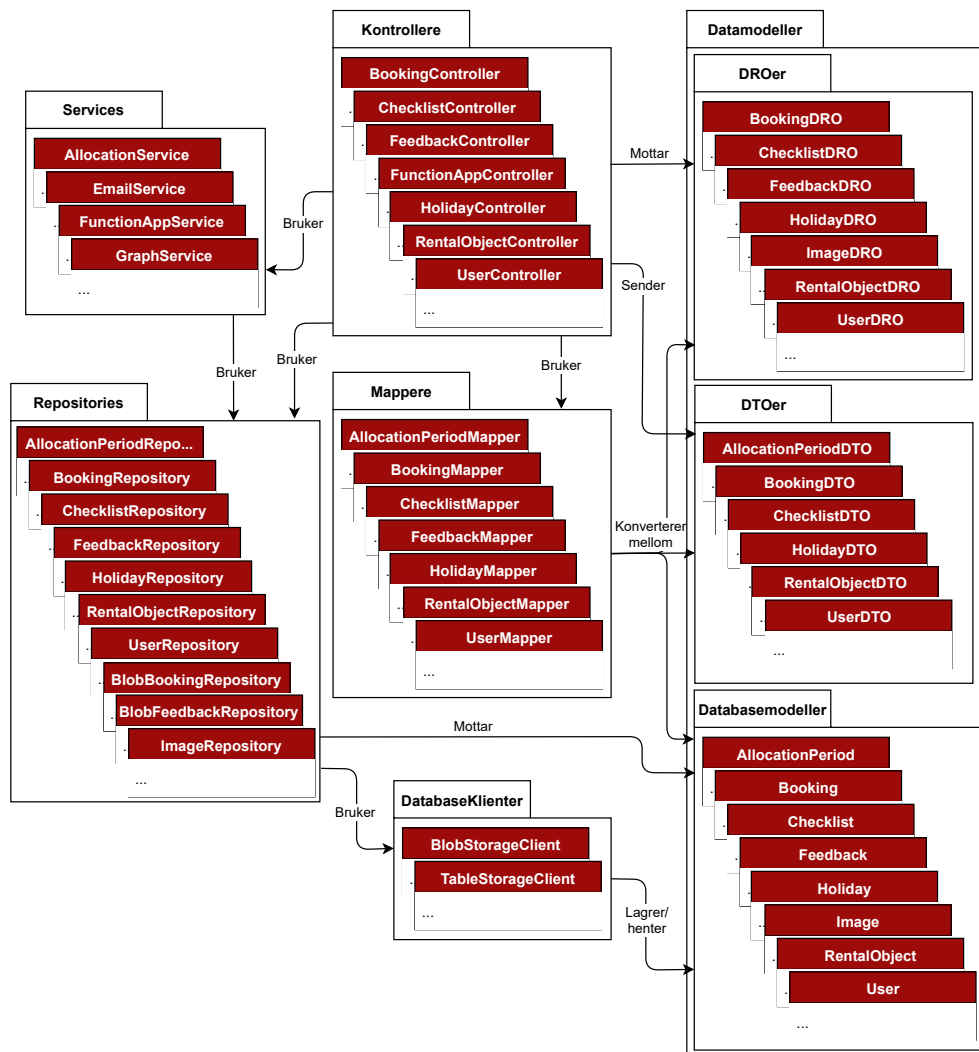 Kontrollere
BookingController
ChecklistController
FeedbackController
FunctionAppController
HolidayController
RentalObjectController
UserController
...
Services
AllocationService
EmailService
FunctionAppService
GraphService
...
Datamodeller
DROer
BookingDRO
ChecklistDRO
FeedbackDRO
HolidayDRO
ImageDRO
RentalObjectDRO
UserDRO
...
Mottar
Bruker
Sender
Bruker
Bruker
Bruker
Repositories
AllocationPeriodRepo...
BookingRepository
ChecklistRepository
FeedbackRepository
HolidayRepository
RentalObjectRepository
UserRepository
BlobBookingRepository
BlobFeedbackRepository
ImageRepository
...
Mappere
AllocationPeriodMapper
BookingMapper
ChecklistMapper
FeedbackMapper
HolidayMapper
RentalObjectMapper
UserMapper
...
Konverterer
mellom
DTOer
AllocationPeriodDTO
BookingDTO
ChecklistDTO
HolidayDTO
RentalObjectDTO
UserDTO
...
Mottar
Bruker
DatabaseKlienter
BlobStorageClient
TableStorageClient
...
Lagrer/
henter
Databasemodeller
AllocationPeriod
Booking
Checklist
Feedback
Holiday
Image
RentalObject
User
...